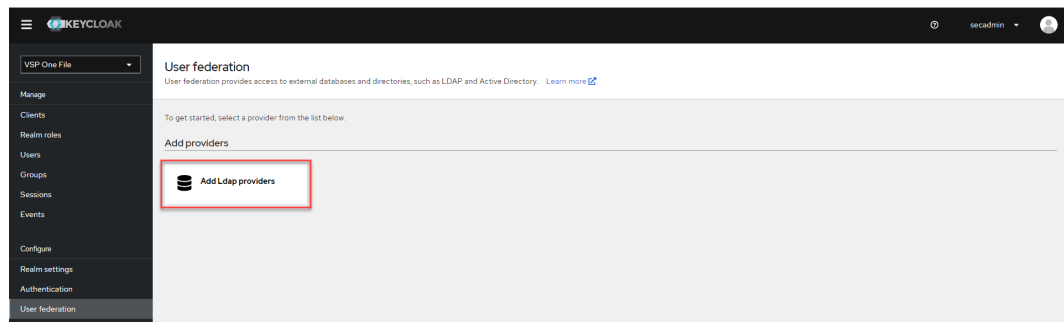 KEYCLOAK
secadmin
VSP One File
Manage
Clients
Realm roles
Users
Groups
Sessions
Events
Configure
Realm settings
Authentication
User federation
User federation
User federation provides access to external databases and directories, such as LDAP and Active Directory. Learn more
To get started, select a provider from the list below.
Add providers
Add Ldap providers